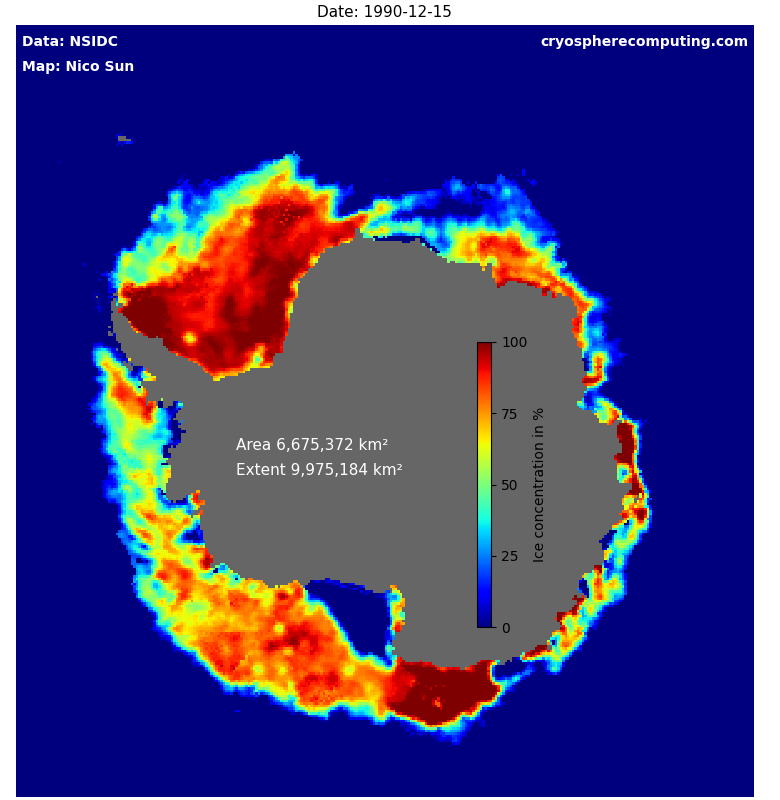 Date: 1990-12-15
Data: NSIDC
cryospherecomputing.com
Map: Nico Sun
100
75
50
25
0
Ice concentration in %
Area 6,675,372 km²
Extent 9,975,184 km²